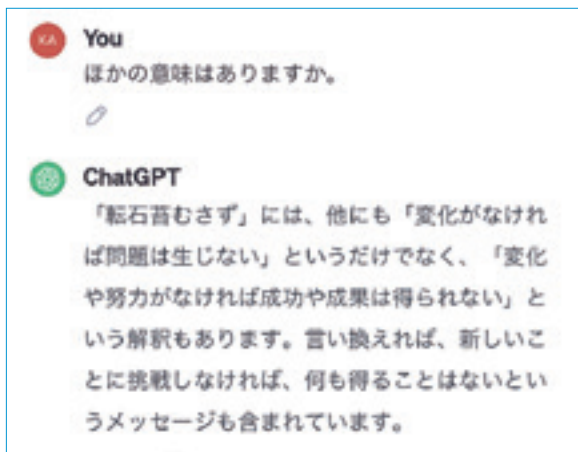 KA
You
ほかの意味はありますか。
ChatGPT
「転石苔むさず」には、他にも「変化がなけれ
ば問題は生じない」というだけでなく、「変化
や努力がなければ成功や成果は得られない」と
いう解釈もあります。言い換えれば、新しいこ
とに挑戦しなければ、何も得ることはないとい
うメッセージも含まれています。